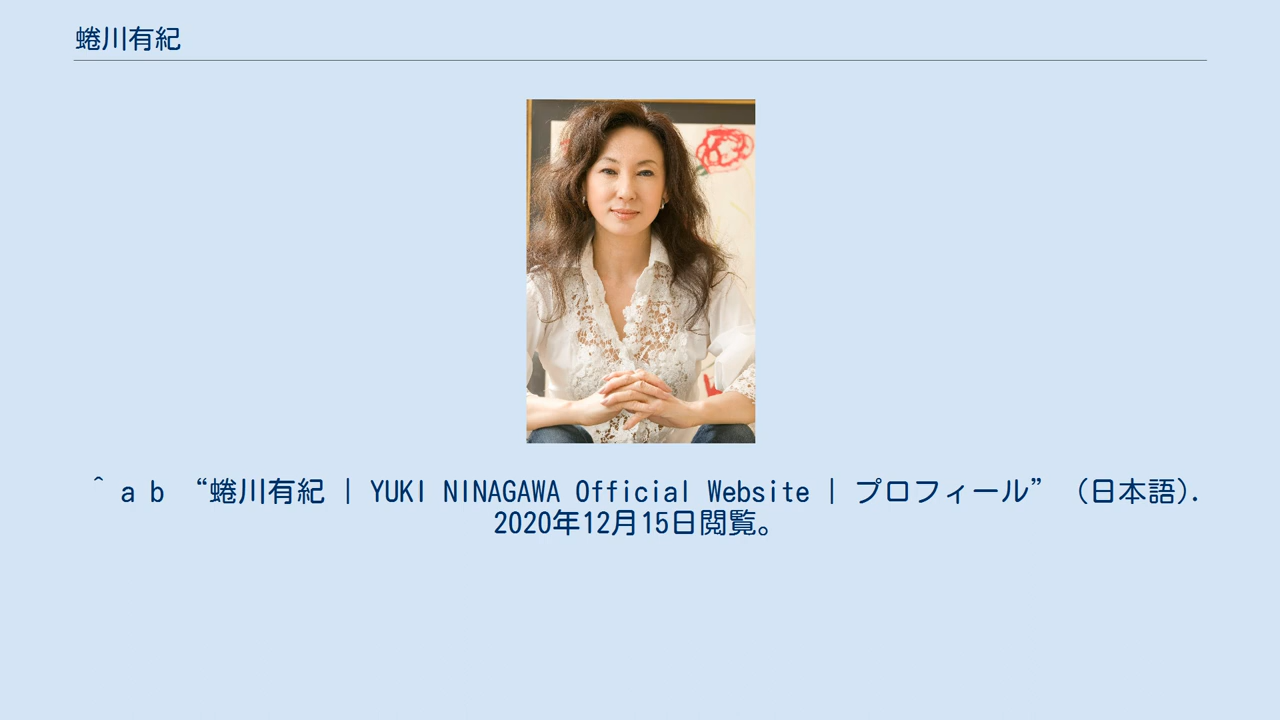 蜷川有紀
^ a b “蜷川有紀 | YUKI NINAGAWA Official Website | プロフィール” (日本語).
2020年12月15日閲覧。